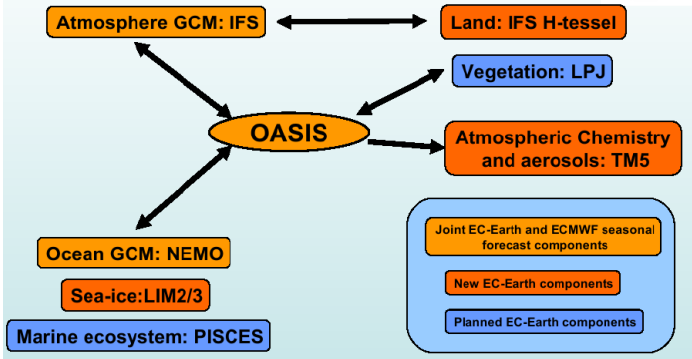 Atmosphere GCM: IFS
Land: IFS H-tessel
Vegetation: LPJ
OASIS
Atmospheric Chemistry
and aerosols: TM5
Ocean GCM: NEMO
Sea-ice:LIM2/3
Marine ecosystem: PISCES
Joint EC-Earth and ECMWF seasonal
forecast components
New EC-Earth components
Planned EC-Earth components